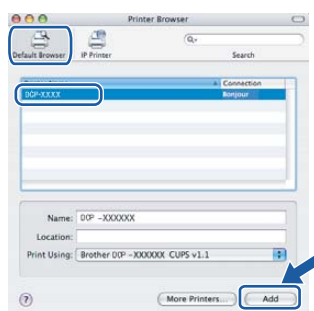 Printer Browser
Default Browser
IP Printer
Search
Connection
DCP-XXXX
Bonjour
Name: DCP -XXXXXX
Location:
Print Using: Brother DCP -XXXXXX CUPS v1.1
? More Printers... Add